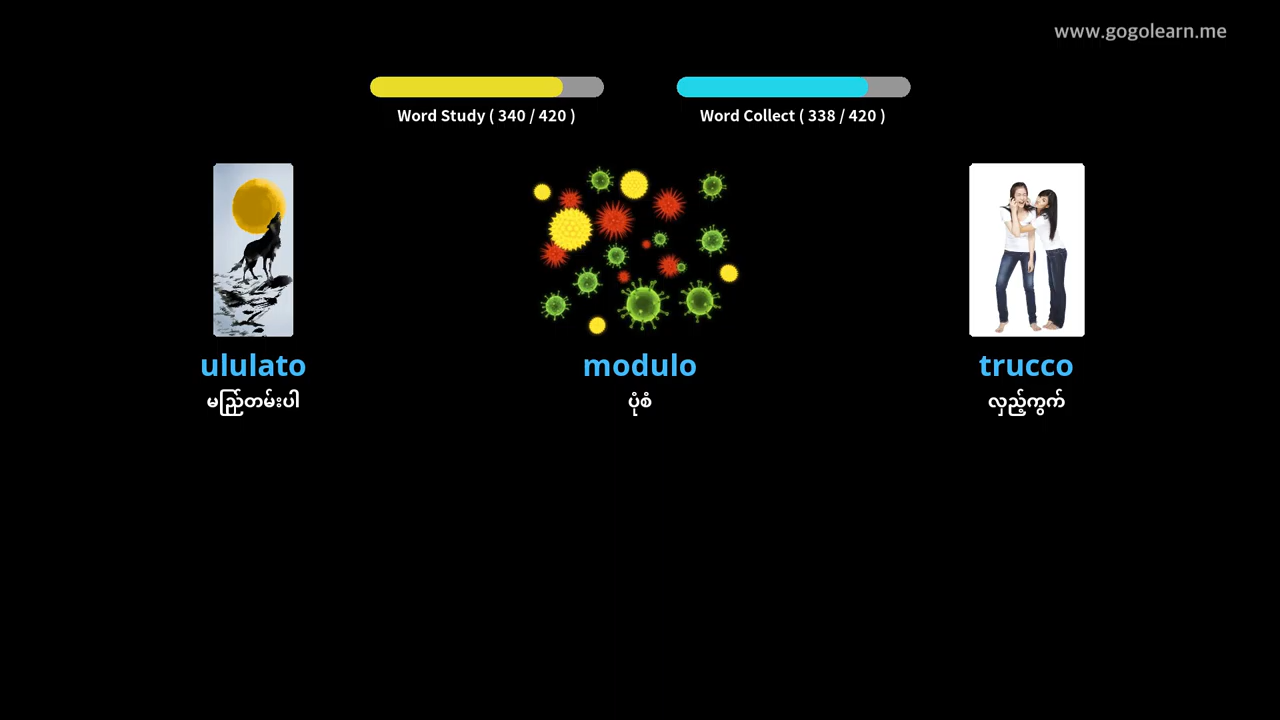 www.gogolearn.me
Word Study ( 340 / 420 )
Word Collect ( 338 / 420 )
ululato
modulo
trucco
မည်တမ်းပါ
ပုံစံ
လှည့်ကွက်